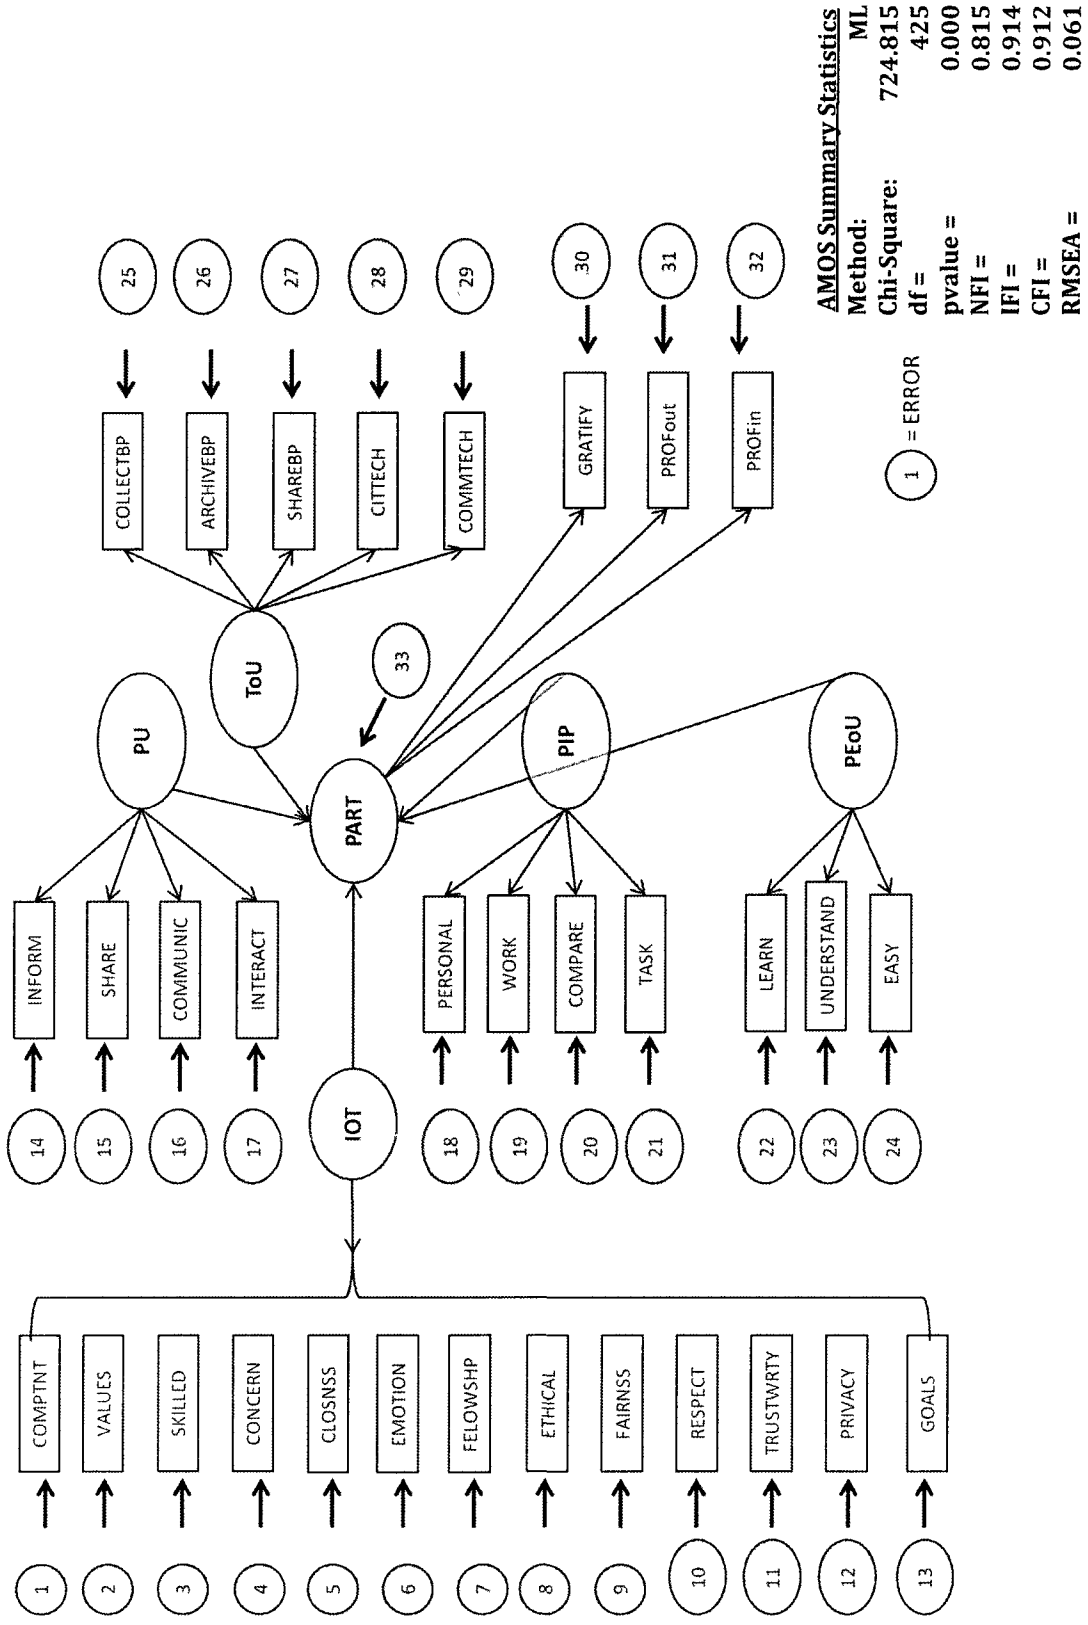 1
COMPTNT
2
VALUES
3
SKILLED
4
CONCERN
5
CLOSNSS
6
EMOTION
7
FELOWSHP
8
ETHICAL
9
FAIRNSS
10
RESPECT
11
TRUSTWRTY
12
PRIVACY
13
GOALS
IOT
14
INFORM
15
SHARE
16
COMMUNIC
17
INTERACT
PU
18
PERSONAL
19
WORK
20
COMPARE
21
TASK
PIP
22
LEARN
23
UNDERSTAND
24
EASY
PEoU
PART
33
ToU
COLLECTBP
25
ARCHIVEBP
26
SHAREBP
27
CITTECH
28
COMMTECH
29
GRATIFY
30
PROFout
31
PROFin
32
1 = ERROR
AMOS Summary Statistics
Method: ML
Chi-Square: 724.815
df = 425
pvalue = 0.000
NFI = 0.815
IFI = 0.914
CFI = 0.912
RMSEA = 0.061